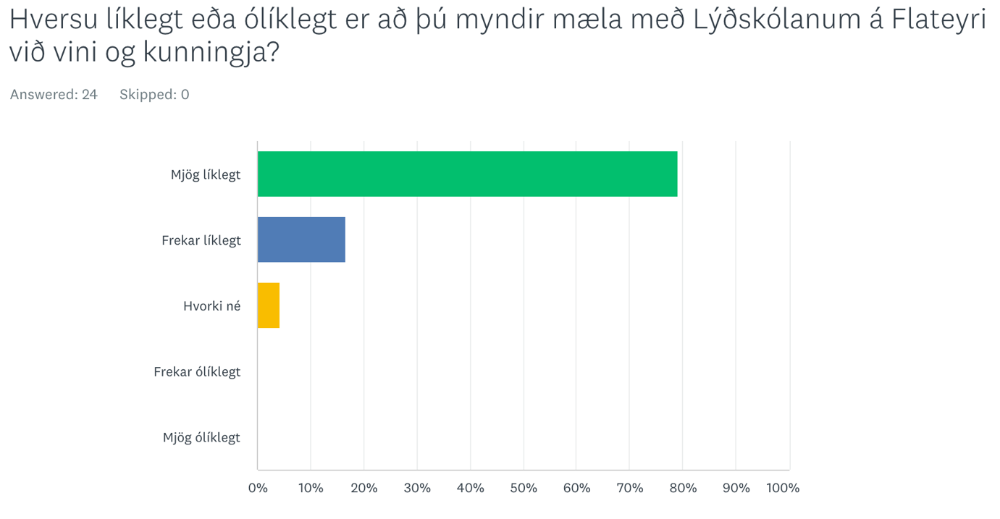 Hversu líklegt eða ólíklegt er að þú myndir mæla með Lýðskólanum á Flateyri
við vini og kunningja?
Answered: 24 Skipped: 0
Mjög líklegt
Frekar líklegt
Hvorki né
Frekar ólíklegt
Mjög ólíklegt
0% 10% 20% 30% 40% 50% 60% 70% 80% 90% 100%